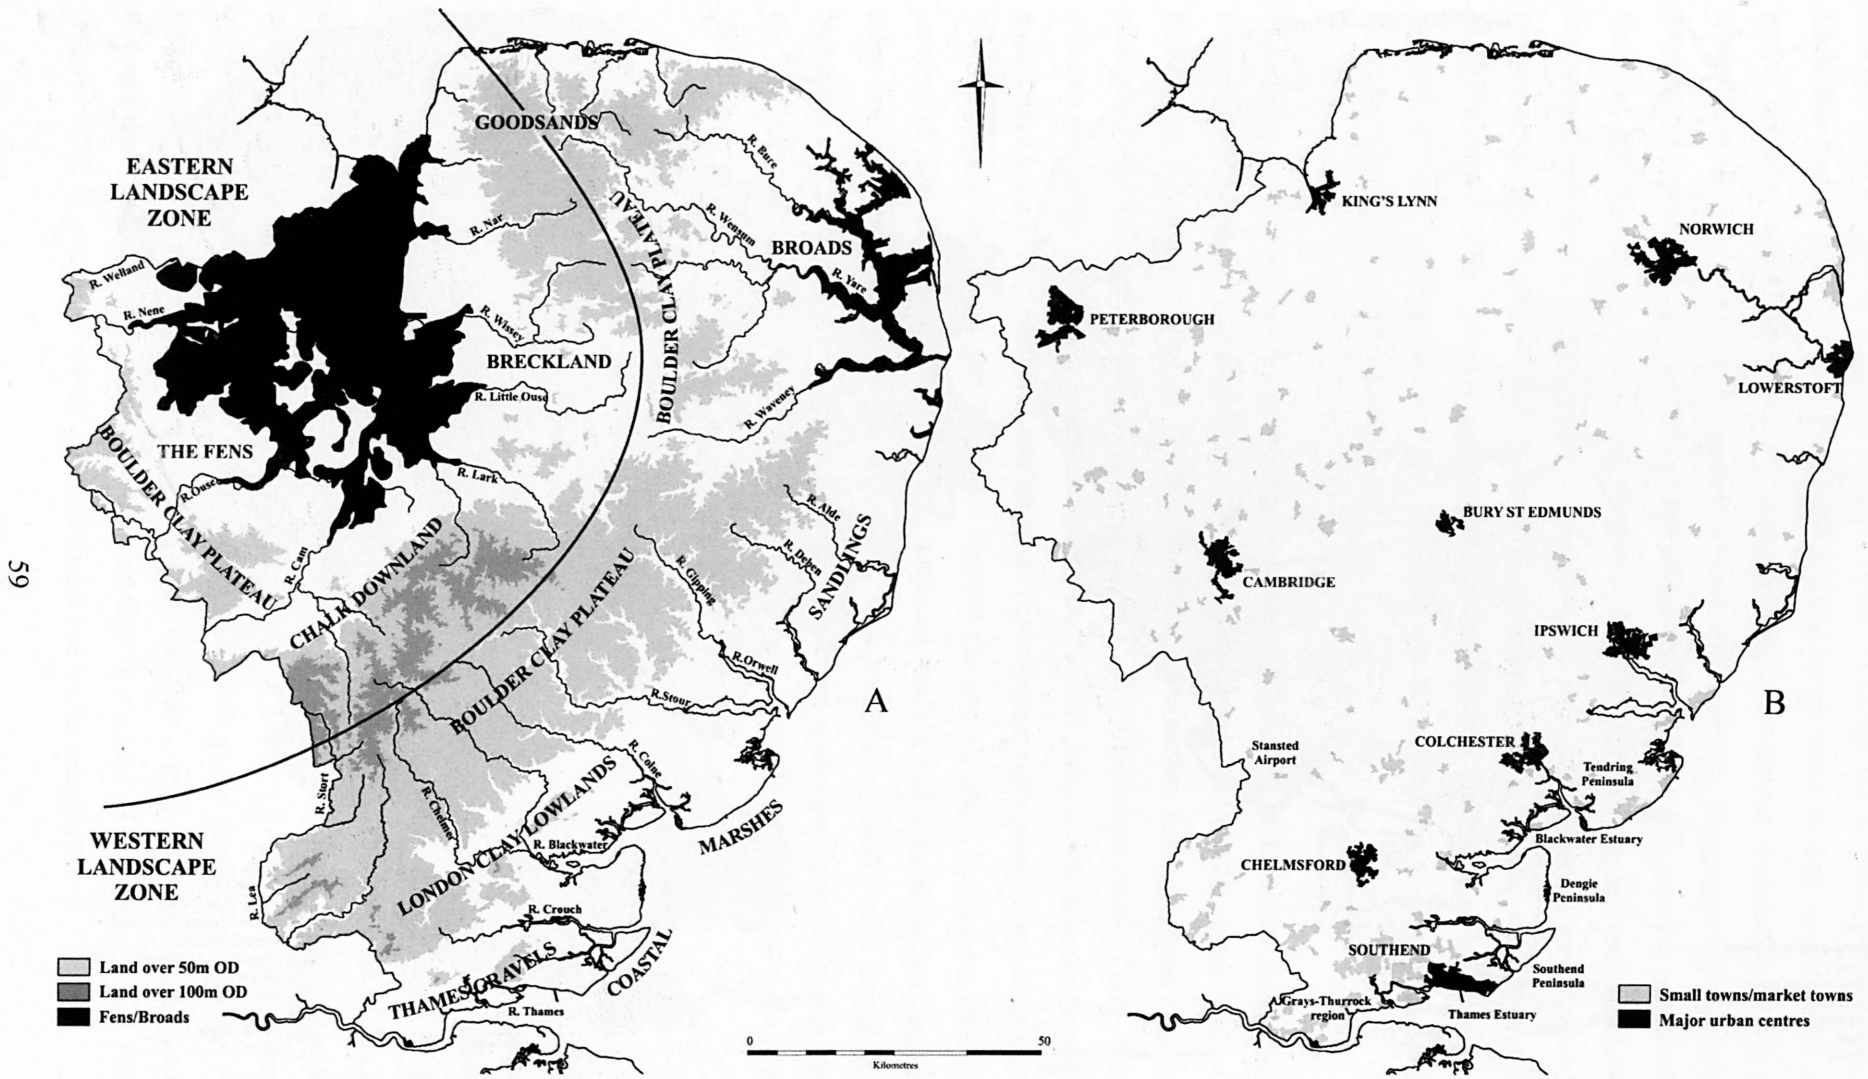 EASTERN
LANDSCAPE
ZONE
GOODSANDS
R. Bure
R. Nar
R. Wensum
BOULDER CLAY PLATEAU
BROADS
R. Yare
R. Welland
R. Nene
R. Wissey
BRECKLAND
R. Little Ouse
R. Waveney
BOULDER CLAY PLATEAU
THE FENS
R. Ouse
R. Lark
R. Cam
CHALK DOWNLAND
BOULDER CLAY PLATEAU
R. Alde
R. Deben
SANDLINGS
R. Gipping
R. Orwell
R. Stour
A
R. Stort
R. Chelmer
R. Colne
LONDON CLAY LOWLANDS
R. Blackwater
MARSHES
WESTERN
LANDSCAPE
ZONE
R. Lea
R. Crouch
THAMES GRAVELS
COASTAL
R. Thames
Land over 50m OD
Land over 100m OD
Fens/Broads
59
0
50
Kilometres
KING'S LYNN
NORWICH
PETERBOROUGH
LOWERSTOFT
BURY ST EDMUNDS
CAMBRIDGE
IPSWICH
B
Stansted
Airport
COLCHESTER
Tendring
Peninsula
Blackwater Estuary
CHELMSFORD
Dengie
Peninsula
SOUTHEND
Southend
Peninsula
Grays-Thurrock
region
Thames Estuary
Small towns/market towns
Major urban centres